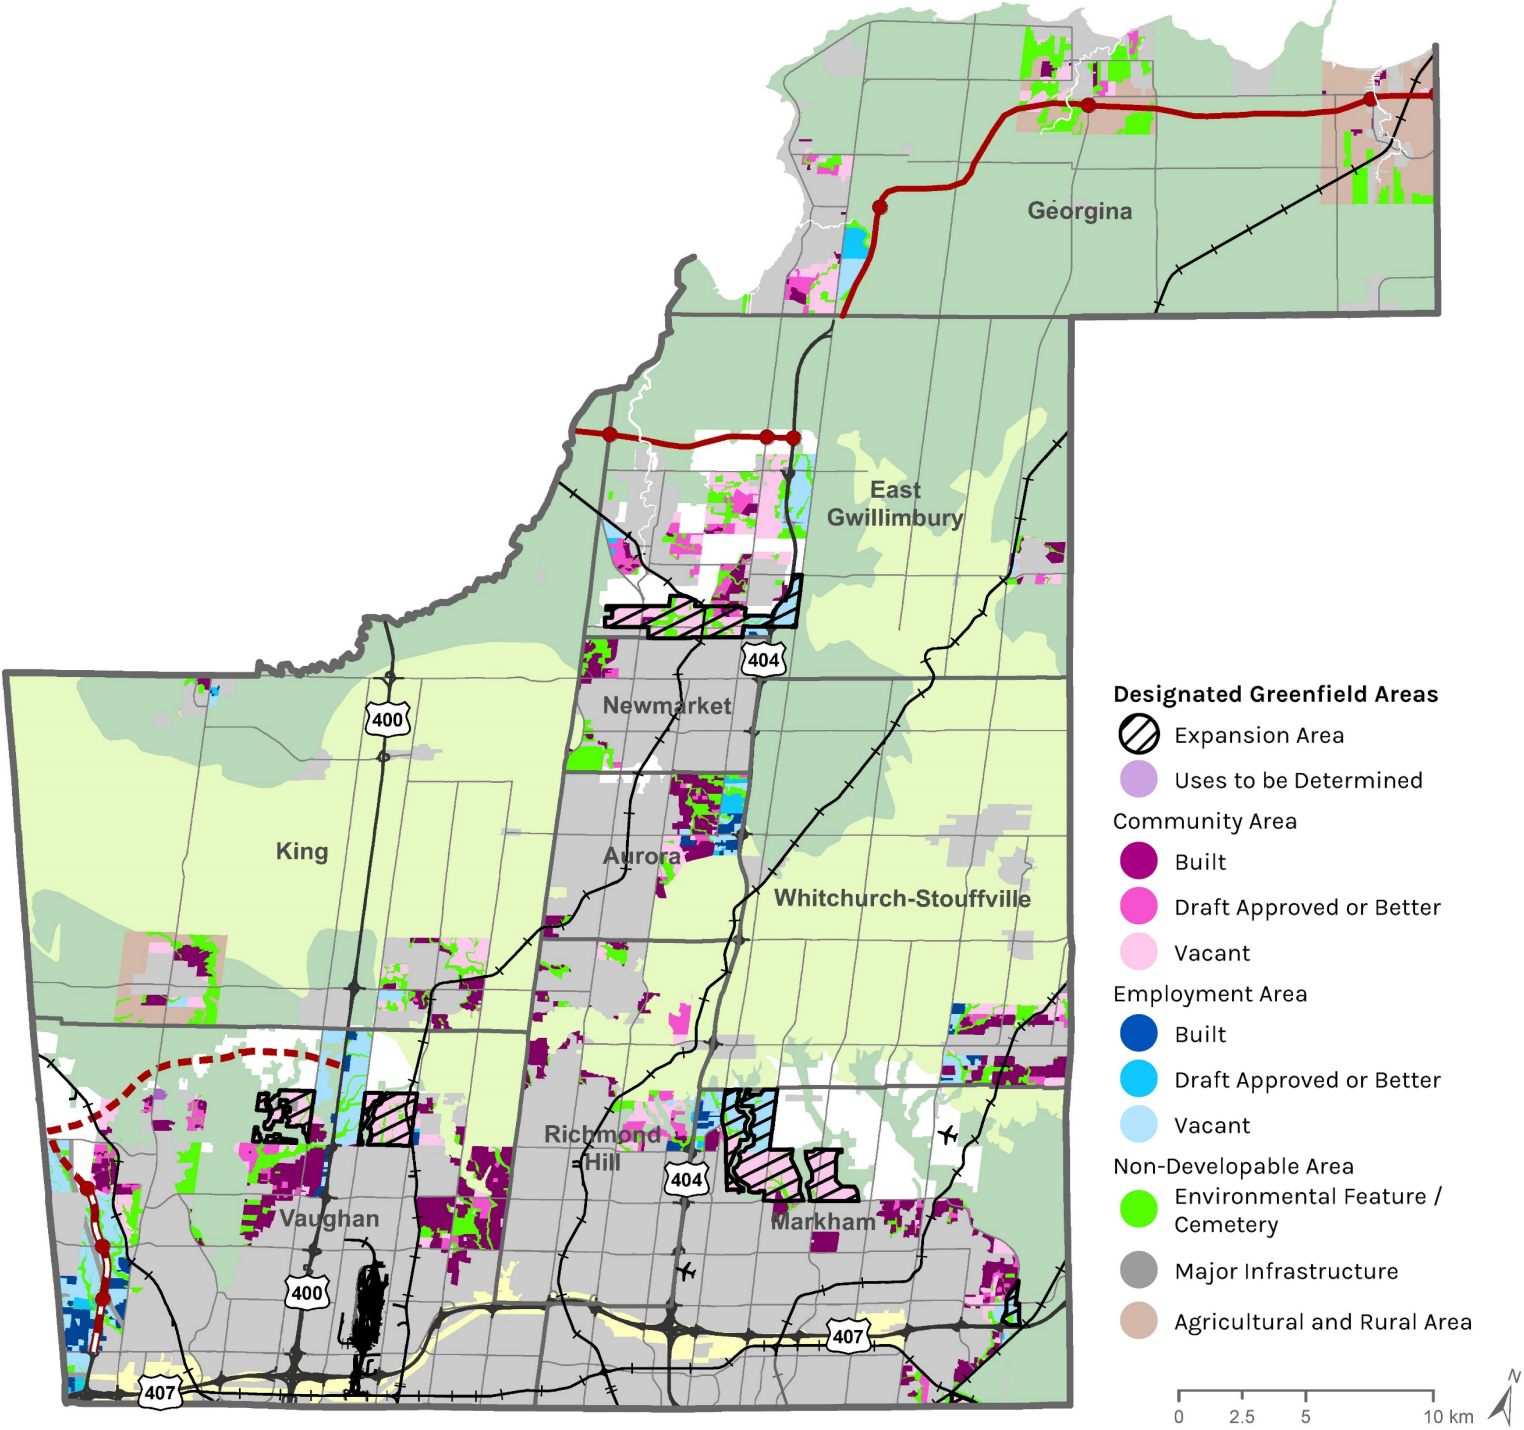 Georgina
East
Gwillimbury
404
Newmarket
400
King
Aurora
Whitchurch-Stouffville
Richmond
Hill
404
Vaughan
Markham
400
407
407
Designated Greenfield Areas
Expansion Area
Uses to be Determined
Community Area
Built
Draft Approved or Better
Vacant
Employment Area
Built
Draft Approved or Better
Vacant
Non-Developable Area
Environmental Feature /
Cemetery
Major Infrastructure
Agricultural and Rural Area
N
0 2.5 5 10 km